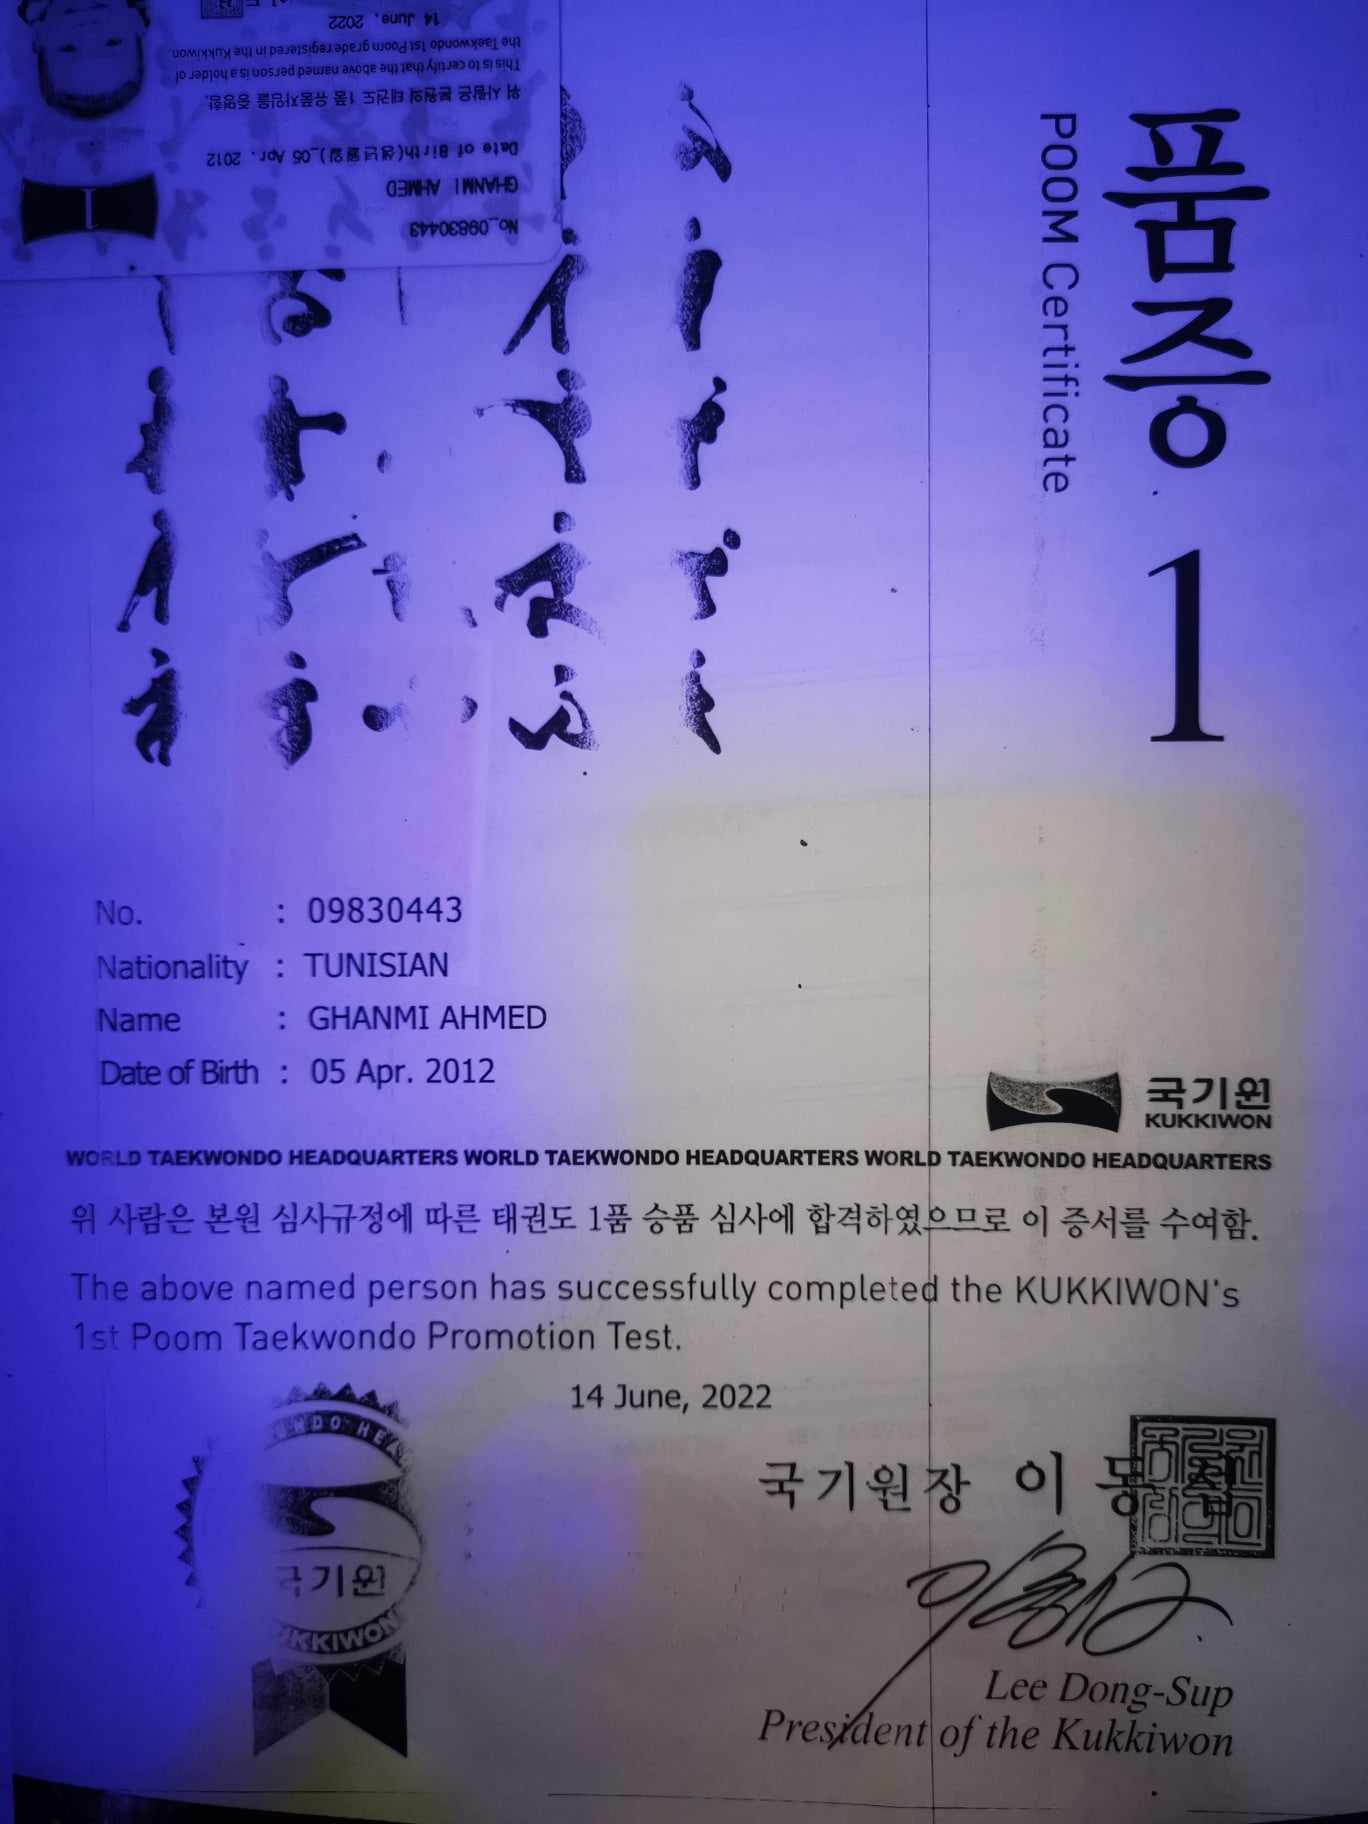 14 June, 2022
This is to certify that the above named person is a holder of
the Taekwondo 1st Poom grade registered in the Kukkiwon.
위 사람은 본원의 태권도 1품 유품자임을 증명함.
Date of Birth(생년월일)_05 Apr. 2012
GHANMI AHMED
No_09830443
1
품증 1
POOM Certificate
No. : 09830443
Nationality : TUNISIAN
Name : GHANMI AHMED
Date of Birth : 05 Apr. 2012
국기원
KUKKIWON
WORLD TAEKWONDO HEADQUARTERS WORLD TAEKWONDO HEADQUARTERS WORLD TAEKWONDO HEADQUARTERS
위 사람은 본원 심사규정에 따른 태권도 1품 승품 심사에 합격하였으므로 이 증서를 수여함.
The above named person has successfully completed the KUKKIWON's
1st Poom Taekwondo Promotion Test.
14 June, 2022
국기원
KUKKIWON
국기원장 이 동 섭
Lee Dong-Sup
President of the Kukkiwon